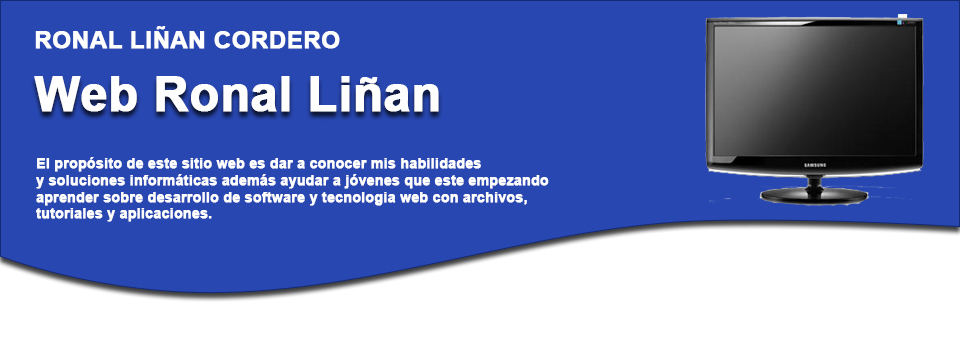 RONAL LIÑAN CORDERO
Web Ronal Liñan
El propósito de este sitio web es dar a conocer mis habilidades
y soluciones informáticas además ayudar a jóvenes que este empezando
aprender sobre desarrollo de software y tecnologia web con archivos,
tutoriales y aplicaciones.
SAMSUNG